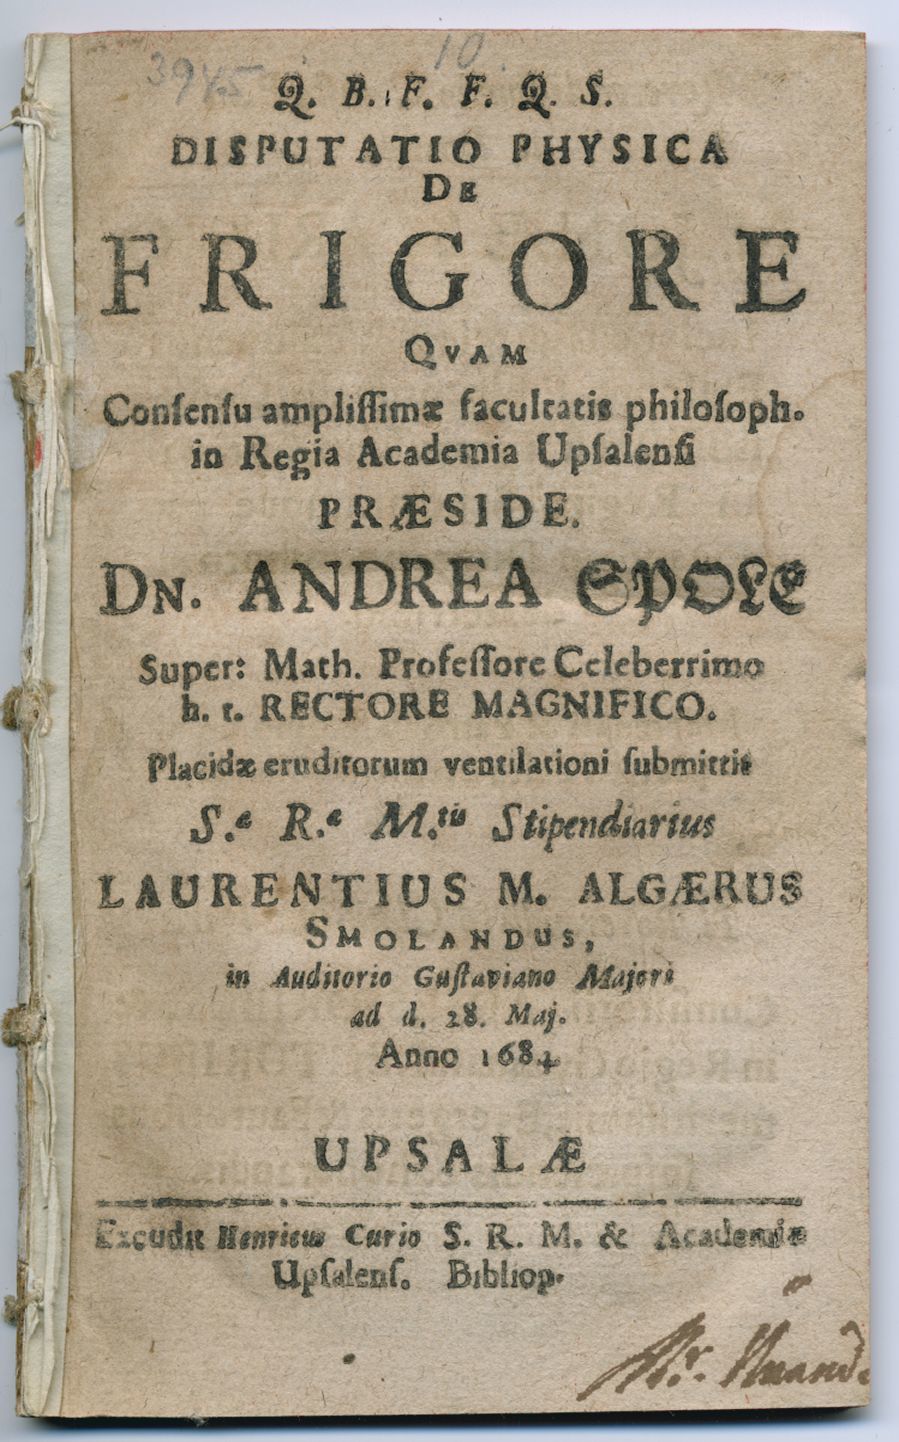 3945 10
Q. B. F. F. Q. S.
DISPUTATIO PHYSICA
DE
FRIGORE
QVAM
Conſenſu ampliſſimæ facultatis philoſoph.
in Regia Academia Upſalenſi
PRÆSIDE.
DN. ANDREA SPOLE
Super: Math. Profeſſore Celeberrimo
h. t. RECTORE MAGNIFICO.
Placidæ eruditorum ventilationi ſubmittit
S.æ R.æ M.tis Stipendiarius
LAURENTIUS M. ALGÆRUS
SMOLANDUS,
in Auditorio Guſtaviano Majori
ad d. 28. Maj.
Anno 1684
UPSALÆ
Excudit Henricus Curio S. R. M. & Academiæ
Upſalenſ. Bibliop.